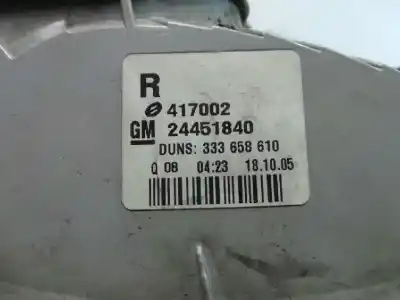 R
417002
GM 24451840
DUNS: 333 658 610
Q 08 04:23 18.10.05